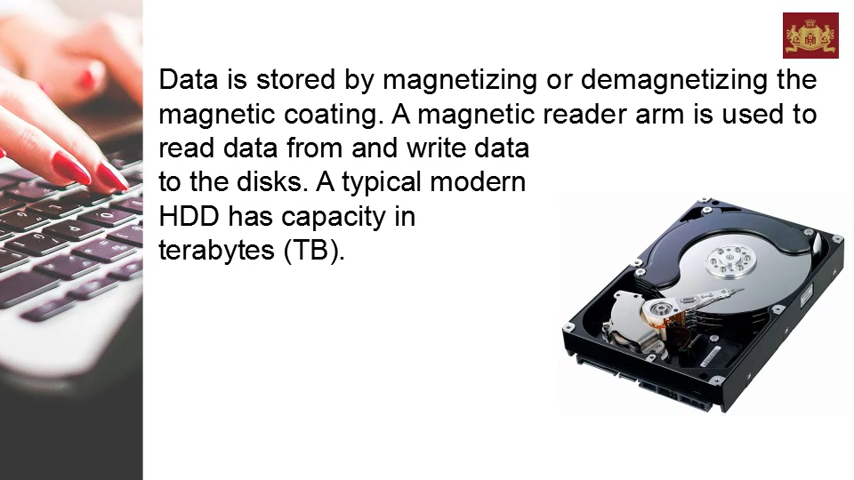 Data is stored by magnetizing or demagnetizing the
magnetic coating. A magnetic reader arm is used to
read data from and write data
to the disks. A typical modern
HDD has capacity in
terabytes (TB).